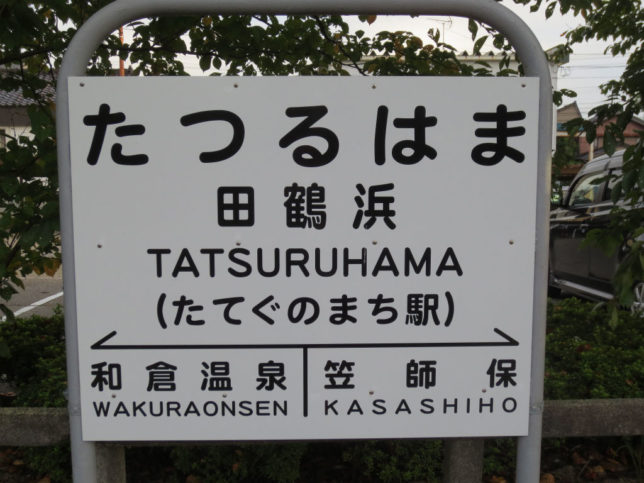 たつるはま
田鶴浜
TATSURUHAMA
(たてぐのまち駅)
和倉温泉 笠師保
WAKURAONSEN KASASHIHO